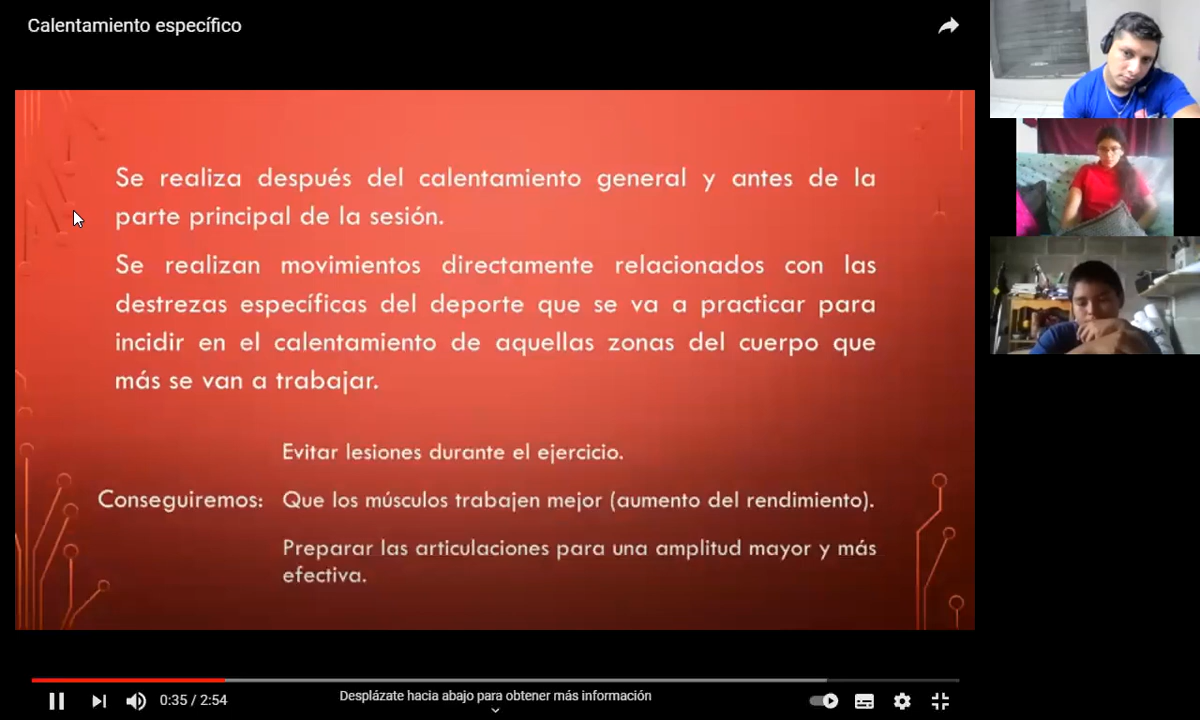 Calentamiento específico
Se realiza después del calentamiento general y antes de la
parte principal de la sesión.
Se realizan movimientos directamente relacionados con las
destrezas específicas del deporte que se va a practicar para
incidir en el calentamiento de aquellas zonas del cuerpo que
más se van a trabajar.
Evitar lesiones durante el ejercicio.
Conseguiremos: Que los músculos trabajen mejor (aumento del rendimiento).
Preparar las articulaciones para una amplitud mayor y más
efectiva.
0:35 / 2:54
Desplázate hacia abajo para obtener más información